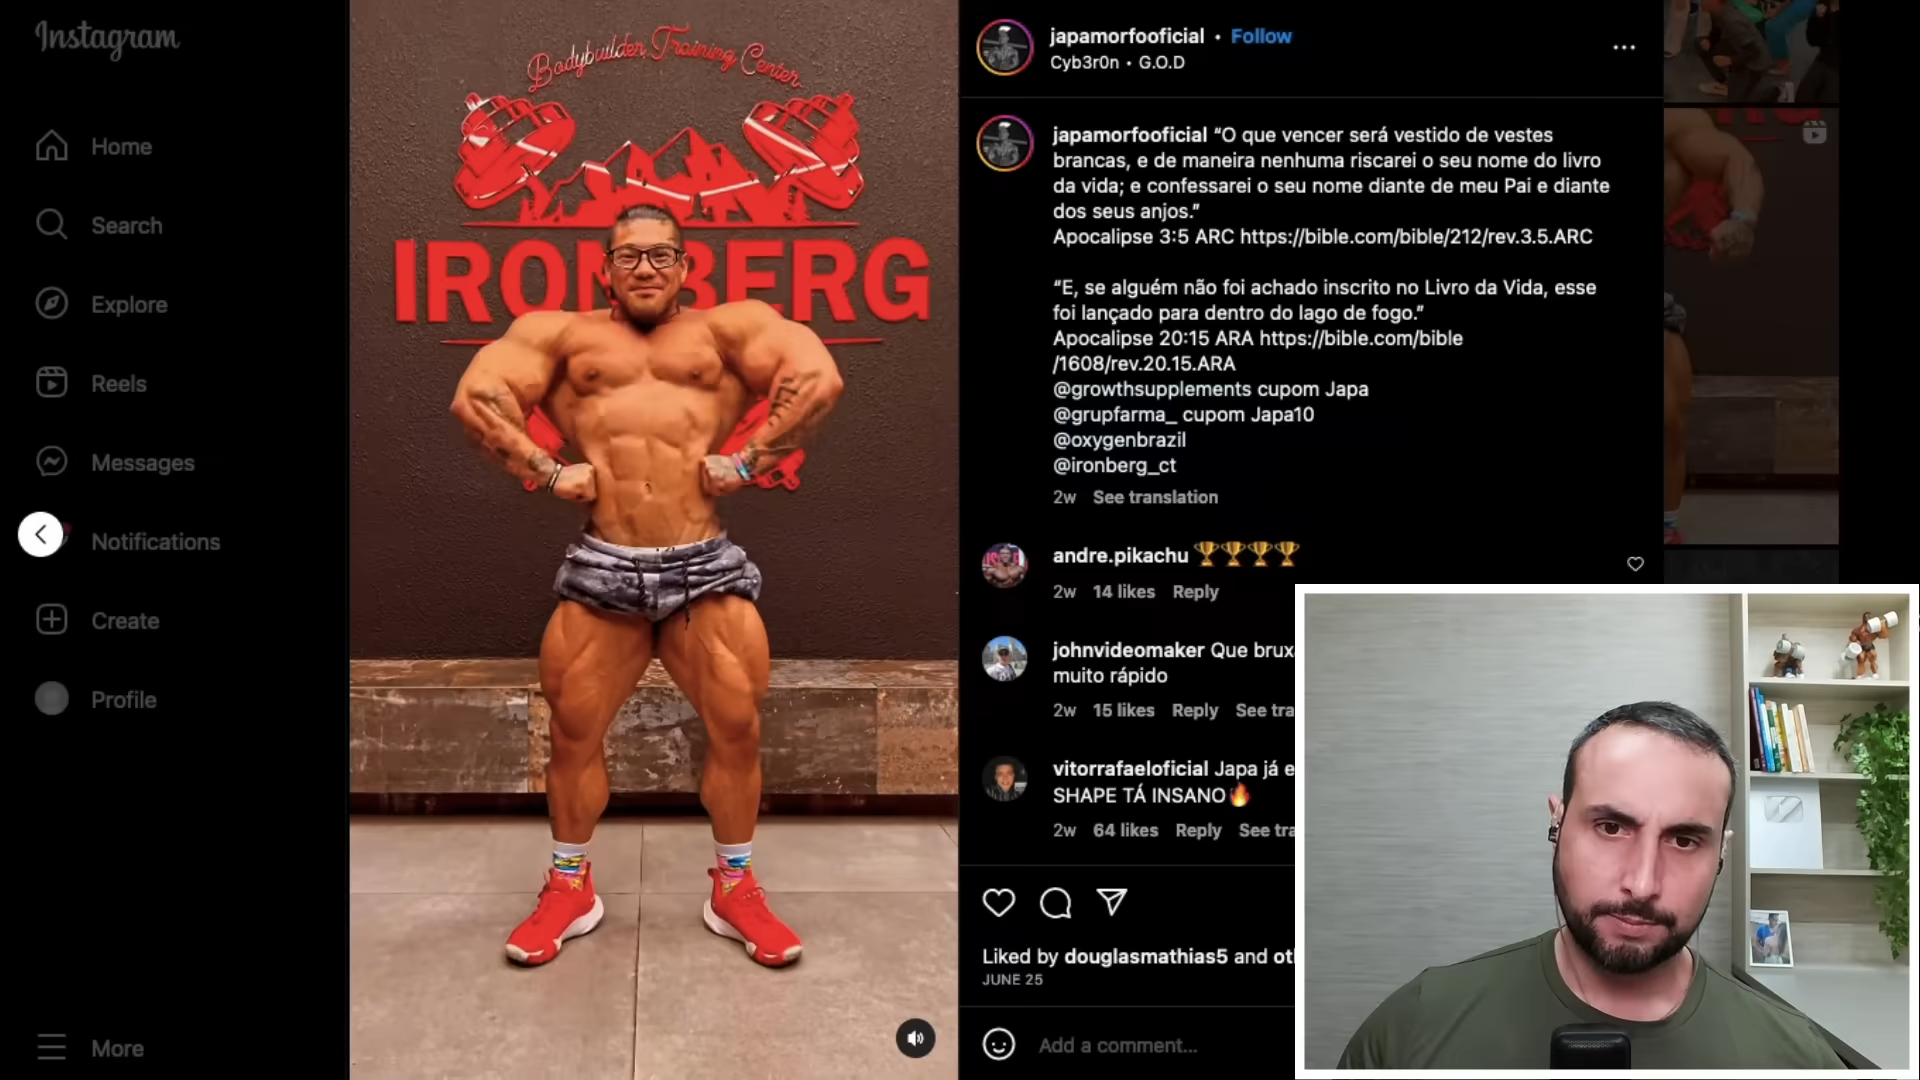 Instagram
Home
Search
Explore
Reels
Messages
Notifications
Create
Profile
More
Bodybuilder Training Center
IRONBERG
japamorfooficial • Follow
Cyb3r0n • G.O.D
japamorfooficial “O que vencer será vestido de vestes
brancas, e de maneira nenhuma riscarei o seu nome do livro
da vida; e confessarei o seu nome diante de meu Pai e diante
dos seus anjos.”
Apocalipse 3:5 ARC https://bible.com/bible/212/rev.3.5.ARC
“E, se alguém não foi achado inscrito no Livro da Vida, esse
foi lançado para dentro do lago de fogo.”
Apocalipse 20:15 ARA https://bible.com/bible
/1608/rev.20.15.ARA
@growthsupplements cupom Japa
@grupfarma_ cupom Japa10
@oxygenbrazil
@ironberg_ct
2w See translation
andre.pikachu 🏆🏆🏆🏆
2w 14 likes Reply
johnvideomaker Que brux
muito rápido
2w 15 likes Reply See tra
vitorrafaeloficial Japa já e
SHAPE TÁ INSANO🔥
2w 64 likes Reply See tra
Liked by douglasmathias5 and ot
JUNE 25
Add a comment...